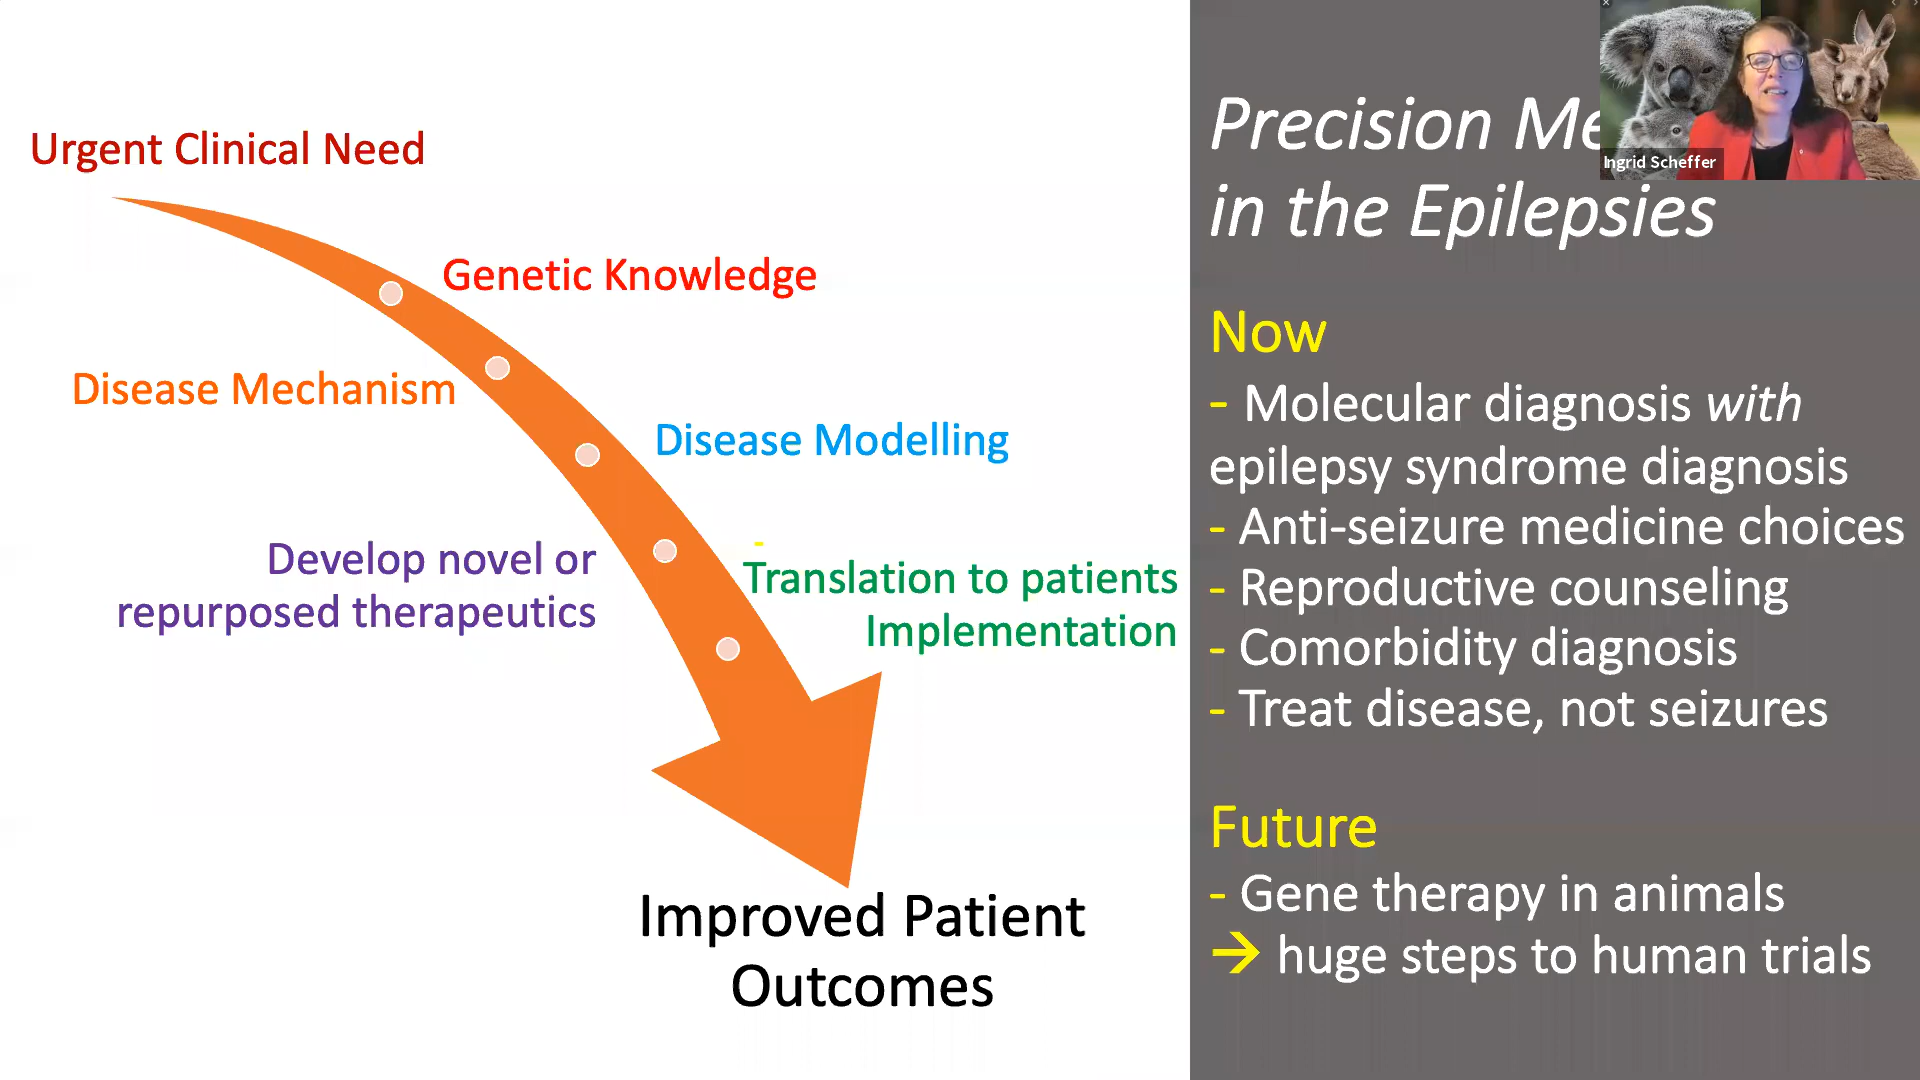 Urgent Clinical Need
Genetic Knowledge
Disease Mechanism
Disease Modelling
Develop novel or
repurposed therapeutics
-
Translation to patients
Implementation
Improved Patient
Outcomes
Precision
in the Epilepsies
Now
- Molecular diagnosis with
epilepsy syndrome diagnosis
- Anti-seizure medicine choices
- Reproductive counseling
- Comorbidity diagnosis
- Treat disease, not seizures
Future
- Gene therapy in animals
→ huge steps to human trials
Ingrid Scheffer